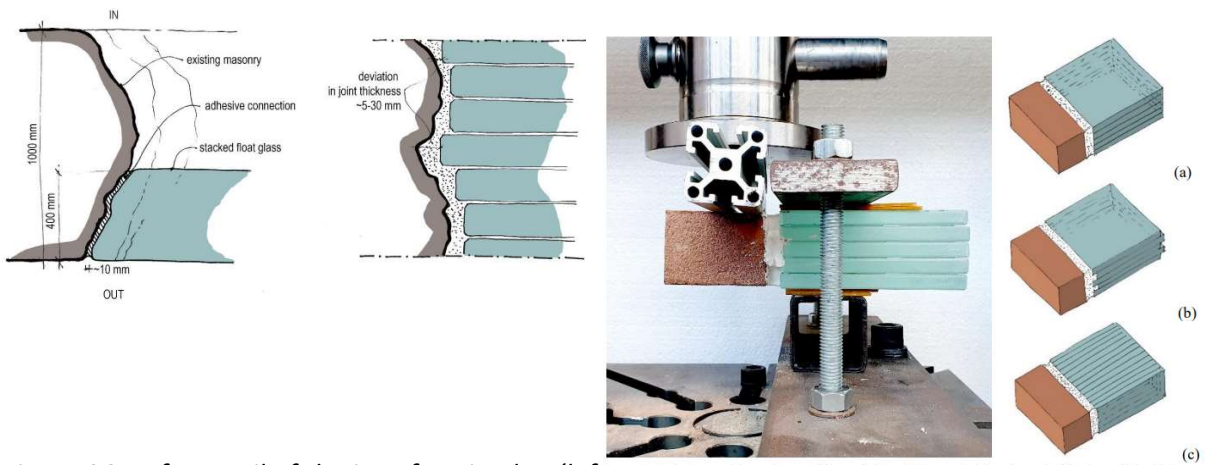 IN
existing masonry
adhesive connection
stacked float glass
1000 mm
400 mm
~10 mm
OUT
deviation
in joint thickness
~5-30 mm
(a)
(b)
(c)